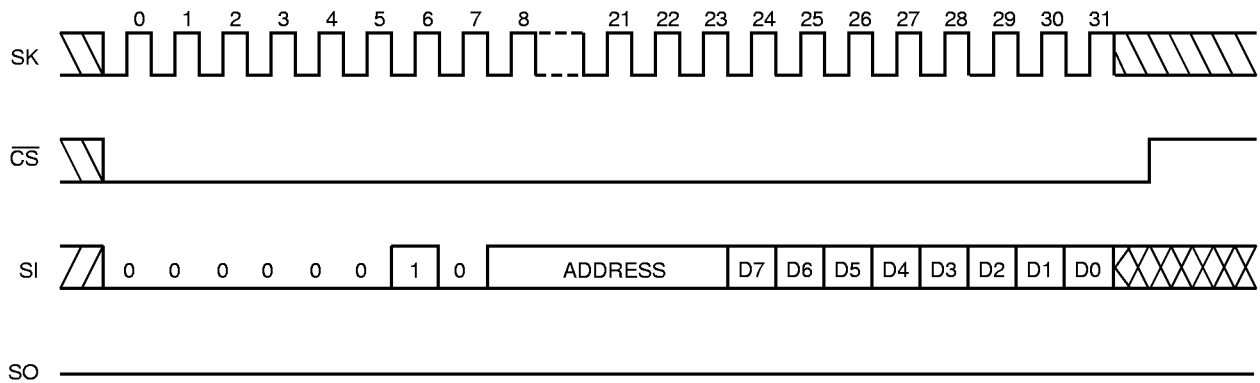 0 1 2 3 4 5 6 7 8 21 22 23 24 25 26 27 28 29 30 31
SK
CS
SI 0 0 0 0 0 0 1 0 ADDRESS D7 D6 D5 D4 D3 D2 D1 D0
SO